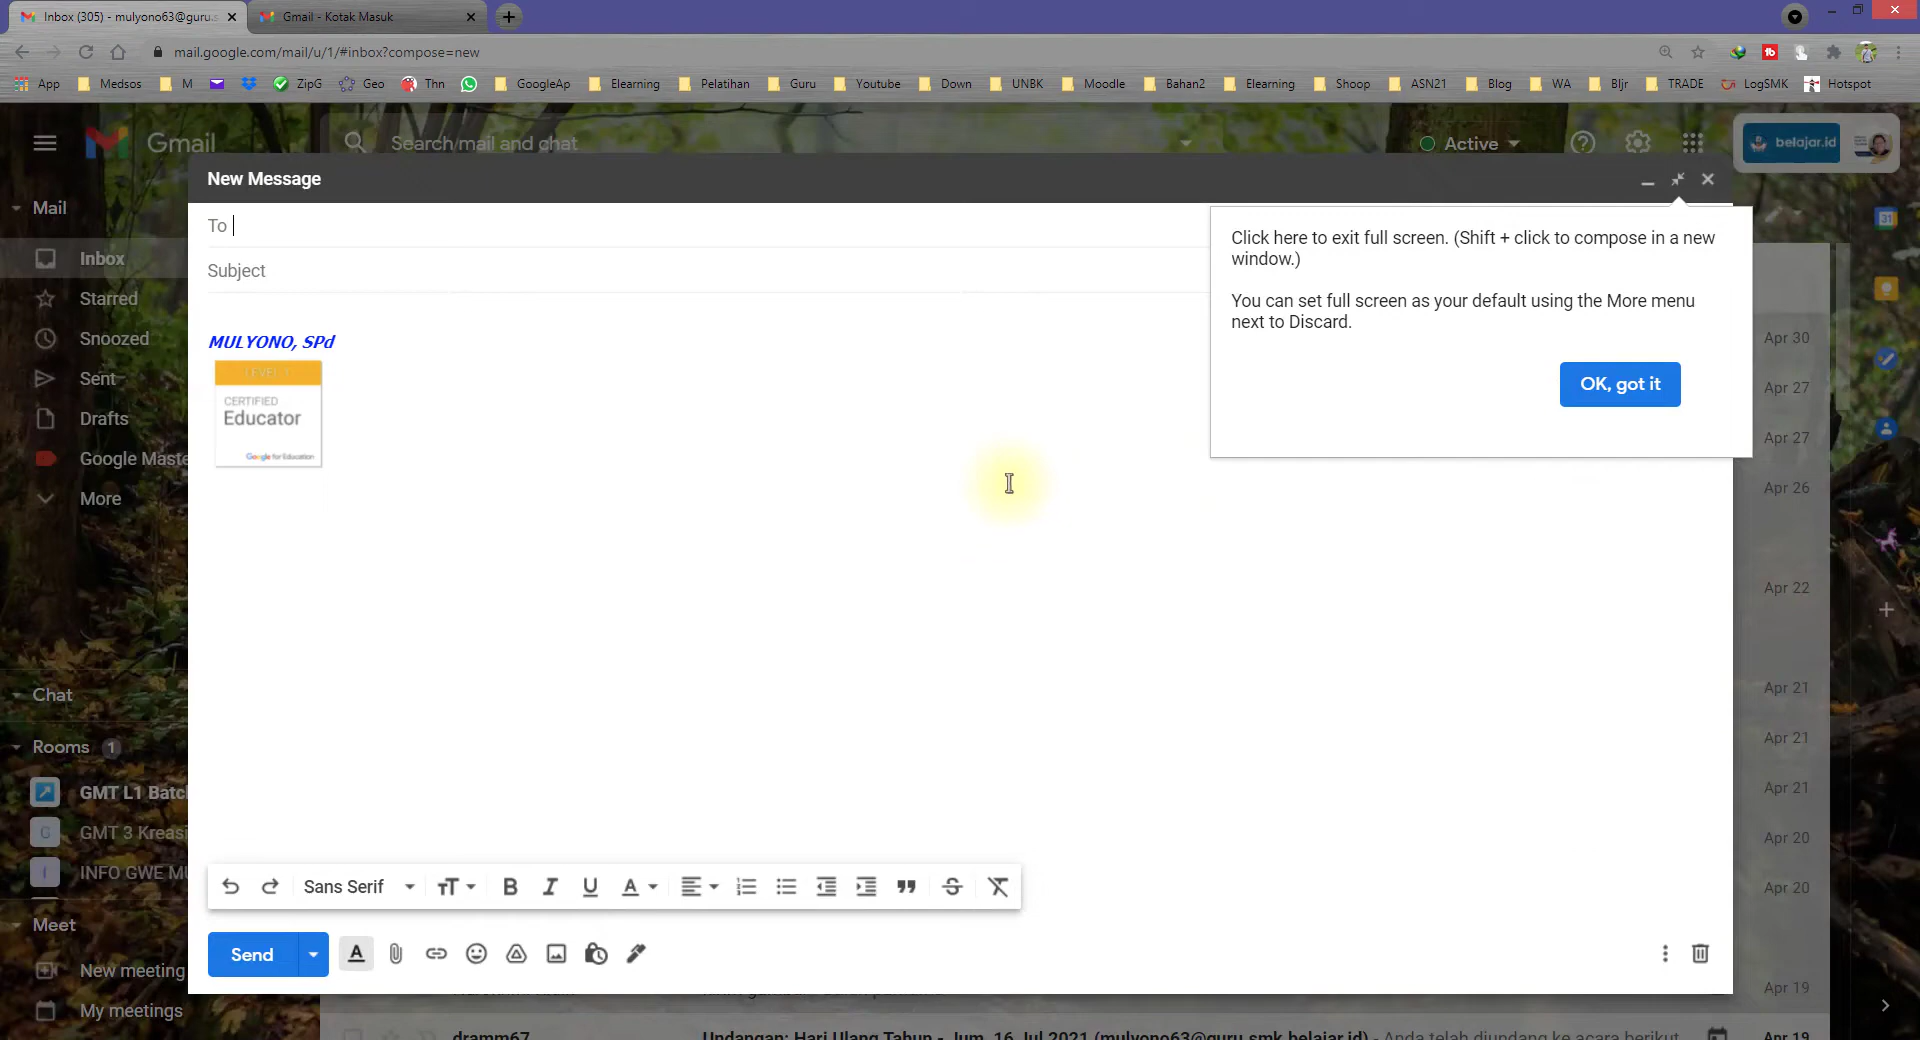 Inbox (305) - mulyono63@guru.s
Gmail - Kotak Masuk
mail.google.com/mail/u/1/#inbox?compose=new
App Medsos M ZipG Geo Thn GoogleAp Elearning Pelatihan Guru Youtube Down UNBK Moodle Bahan2 Elearning Shoop ASN21 Blog WA Bljr TRADE LogSMK Hotspot
Gmail
Search mail and chat
Active
belajar.id
New Message
To
Subject
Click here to exit full screen. (Shift + click to compose in a new
window.)
You can set full screen as your default using the More menu
next to Discard.
OK, got it
MULYONO, SPd
LEVEL 1
CERTIFIED
Educator
Google for Education
Mail
Inbox
Starred
Snoozed
Sent
Drafts
Google Maste
More
Chat
Rooms 1
GMT L1 Batc
G GMT 3 Kreasi
I INFO GWE MU
Meet
New meeting
My meetings
31
Apr 30
Apr 27
Apr 27
Apr 26
Apr 22
Apr 21
Apr 21
Apr 21
Apr 20
Apr 20
Apr 19
Sans Serif
Send
dramm67 Undangan: Hari Ulang Tahun - Jum, 16 Jul 2021 (mulyono63@guru.smk.belajar.id) - Anda telah diundang ke acara berikut Apr 19